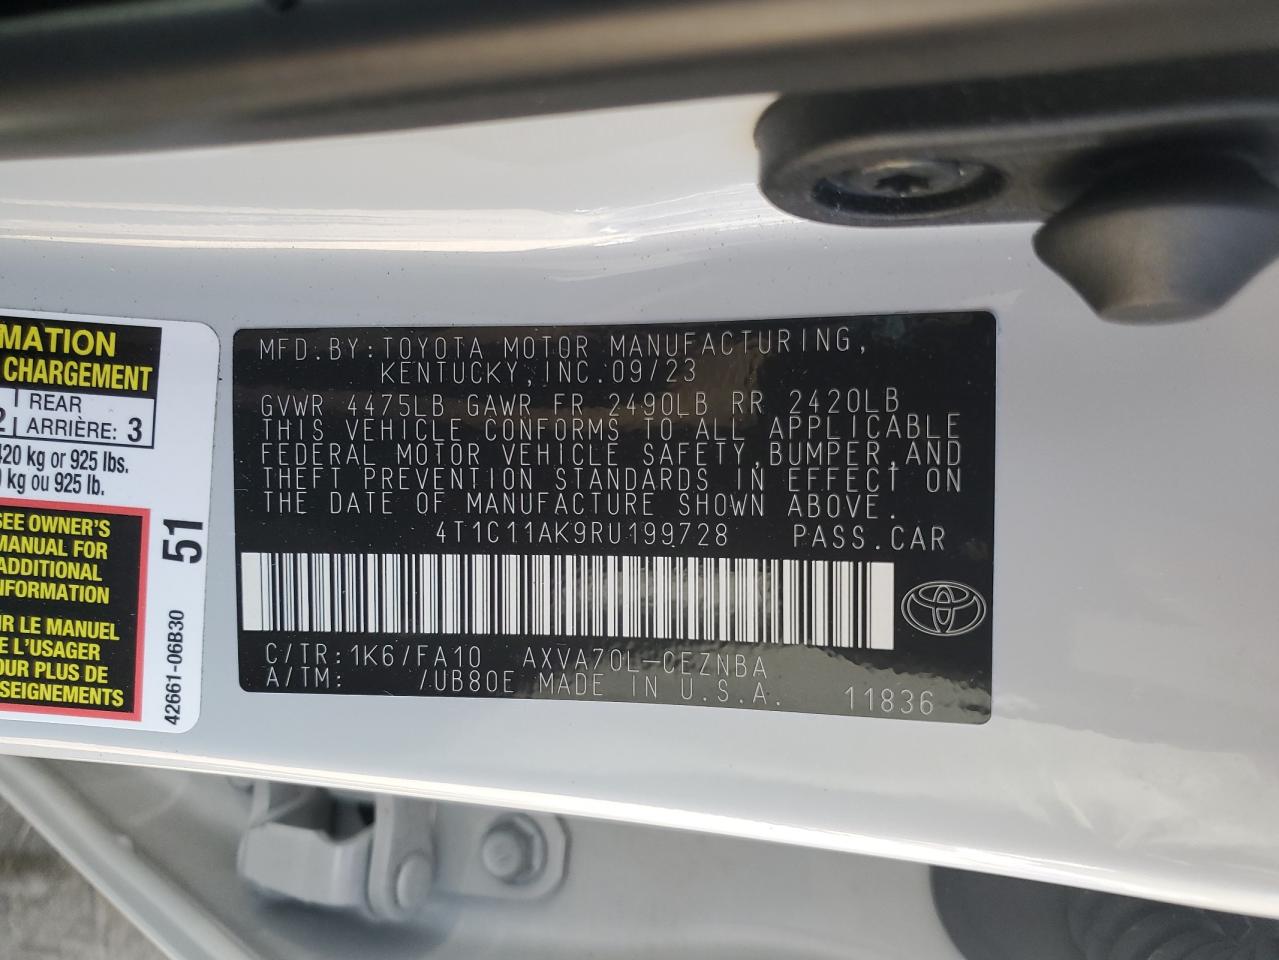 MATION
CHARGEMENT
2 | REAR
ARRIÈRE: 3
420 kg or 925 lbs.
kg ou 925 lb.
SEE OWNER'S
MANUAL FOR
ADDITIONAL
NFORMATION
UR LE MANUEL
E L'USAGER
OUR PLUS DE
SEIGNEMENTS
51
42661-06B30
MFD.BY:TOYOTA MOTOR MANUFACTURING,
KENTUCKY,INC.09/23
GVWR 4475LB GAWR FR 2490LB RR 2420LB
THIS VEHICLE CONFORMS TO ALL APPLICABLE
FEDERAL MOTOR VEHICLE SAFETY,BUMPER,AND
THEFT PREVENTION STANDARDS IN EFFECT ON
THE DATE OF MANUFACTURE SHOWN ABOVE.
4T1C11AK9RU199728 PASS.CAR
C/TR:1K6/FA10 AXVA70L-CEZNBA
A/TM: /UB80E MADE IN U.S.A. 11836